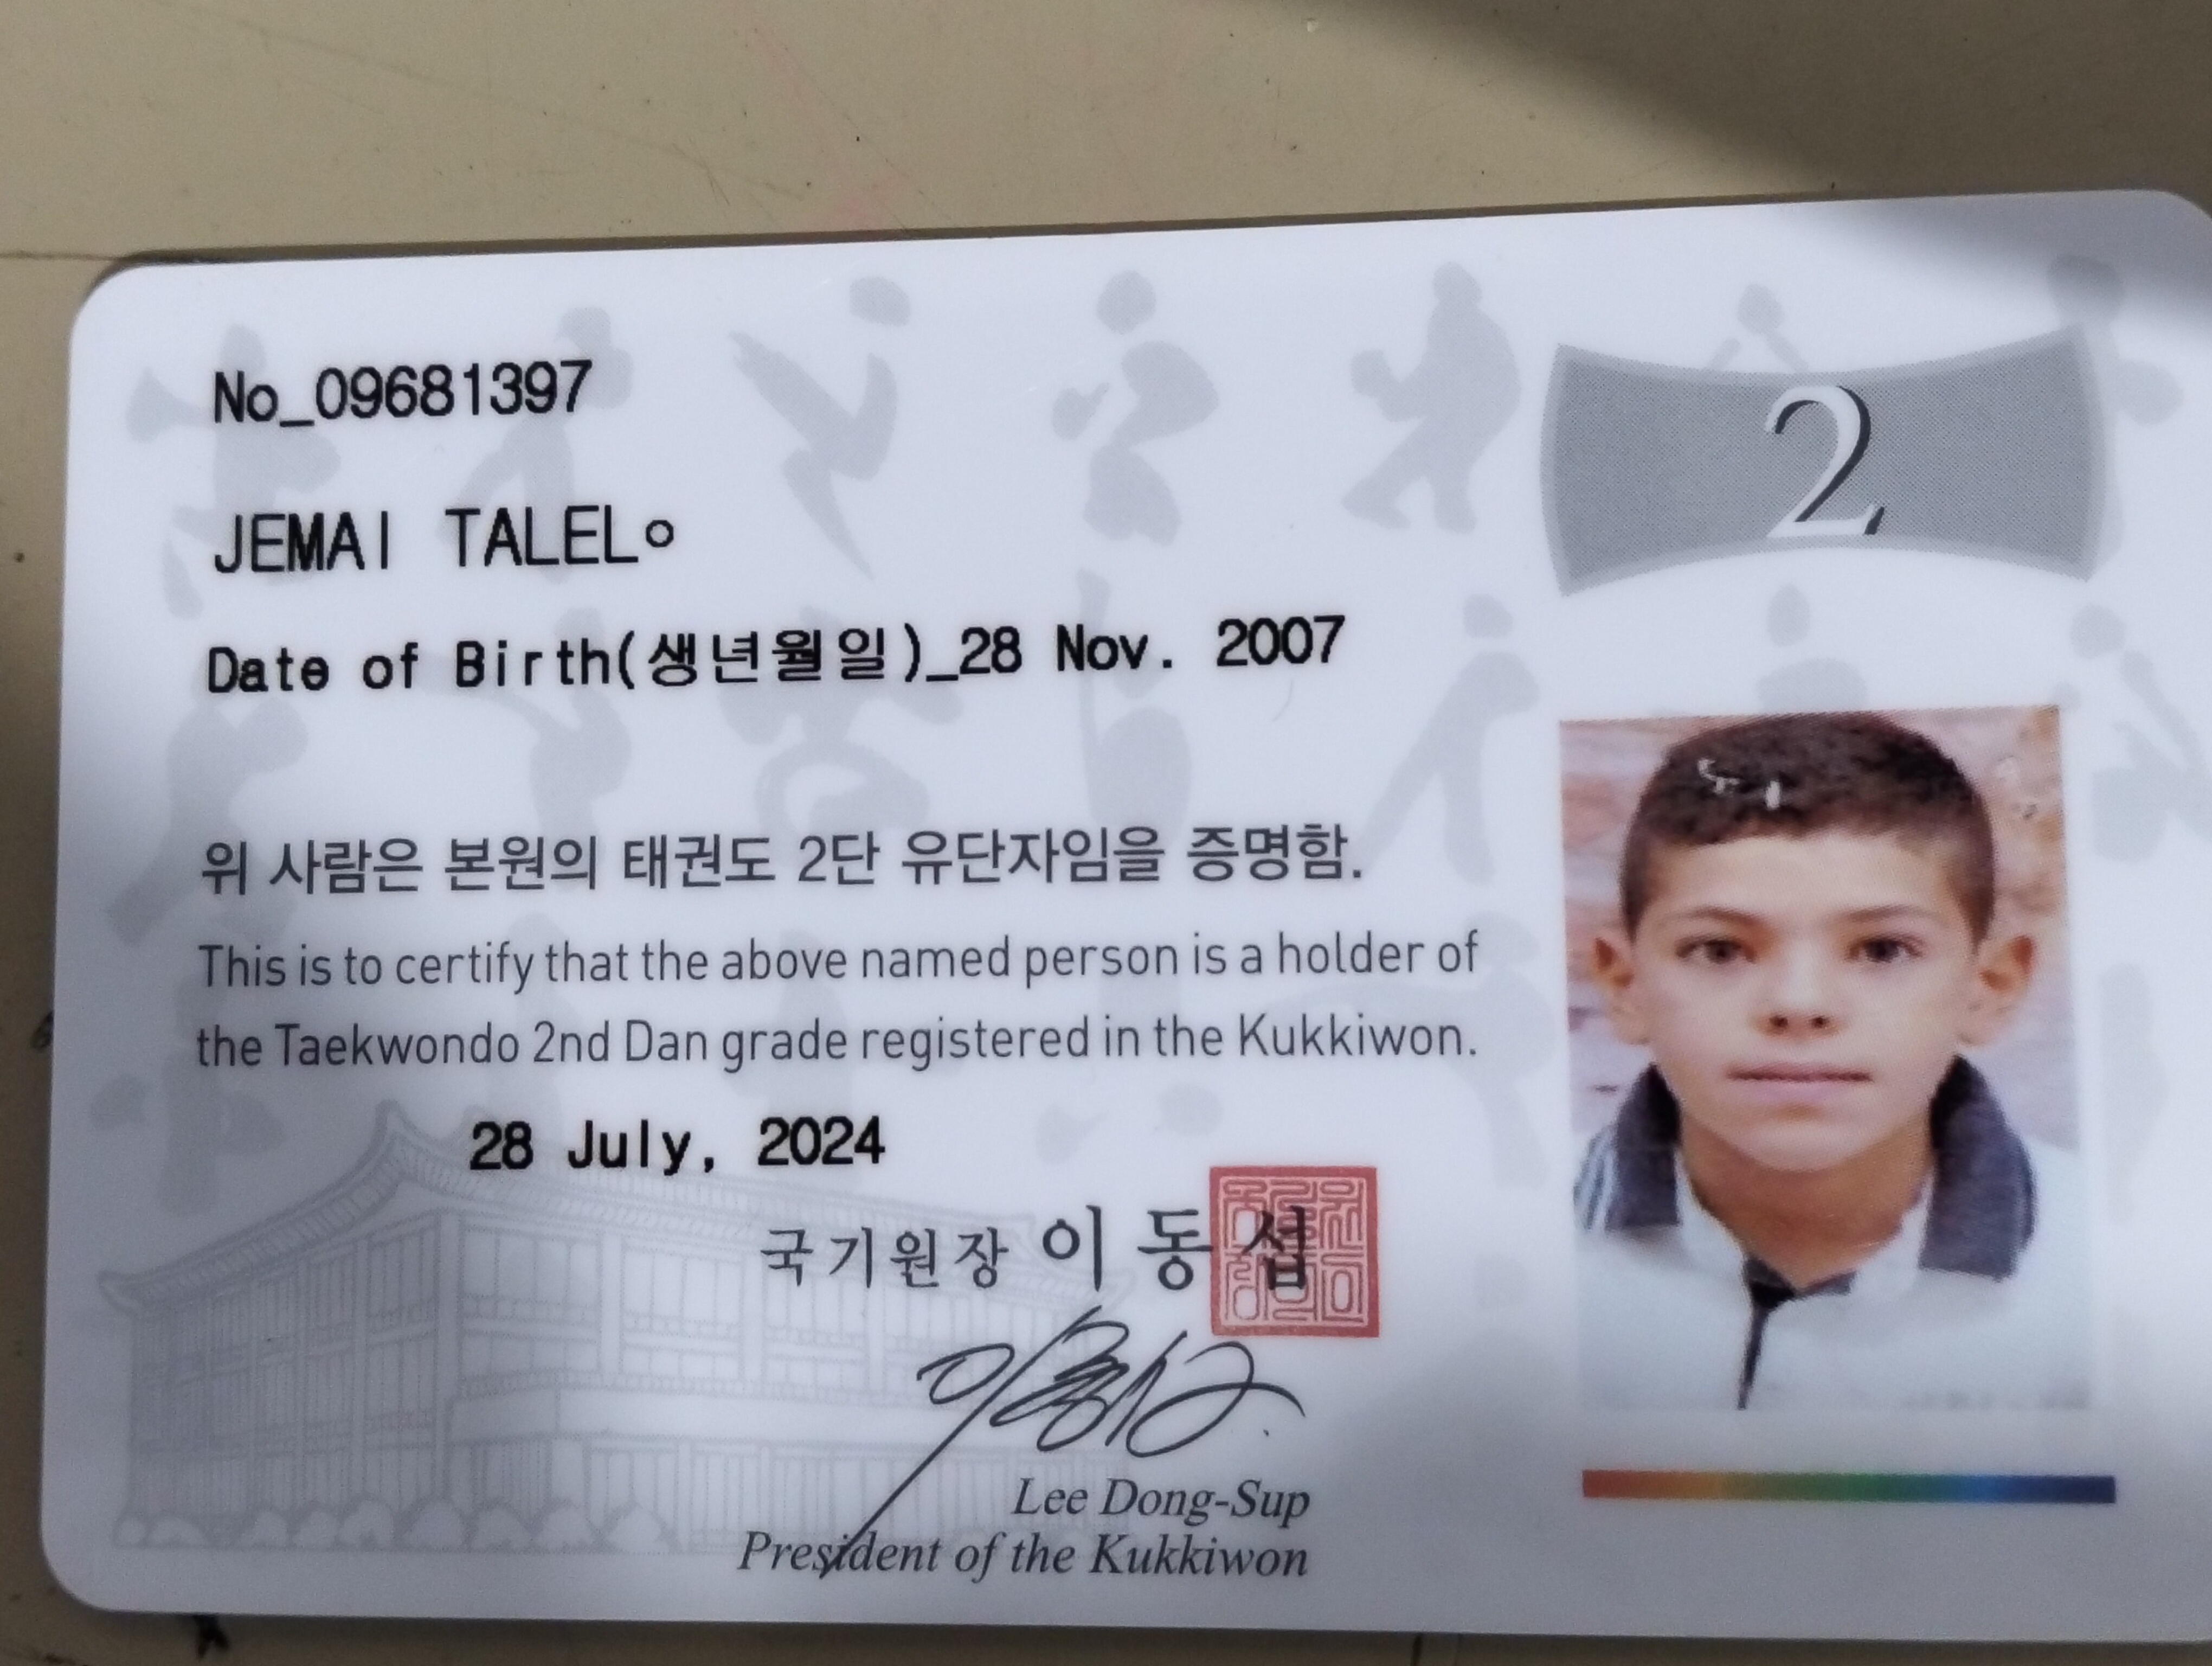 No_09681397
2
JEMAI TALEL
Date of Birth(생년월일)_28 Nov. 2007
위 사람은 본원의 태권도 2단 유단자임을 증명함.
This is to certify that the above named person is a holder of
the Taekwondo 2nd Dan grade registered in the Kukkiwon.
28 July, 2024
국기원장 이동섭
Lee Dong-Sup
President of the Kukkiwon